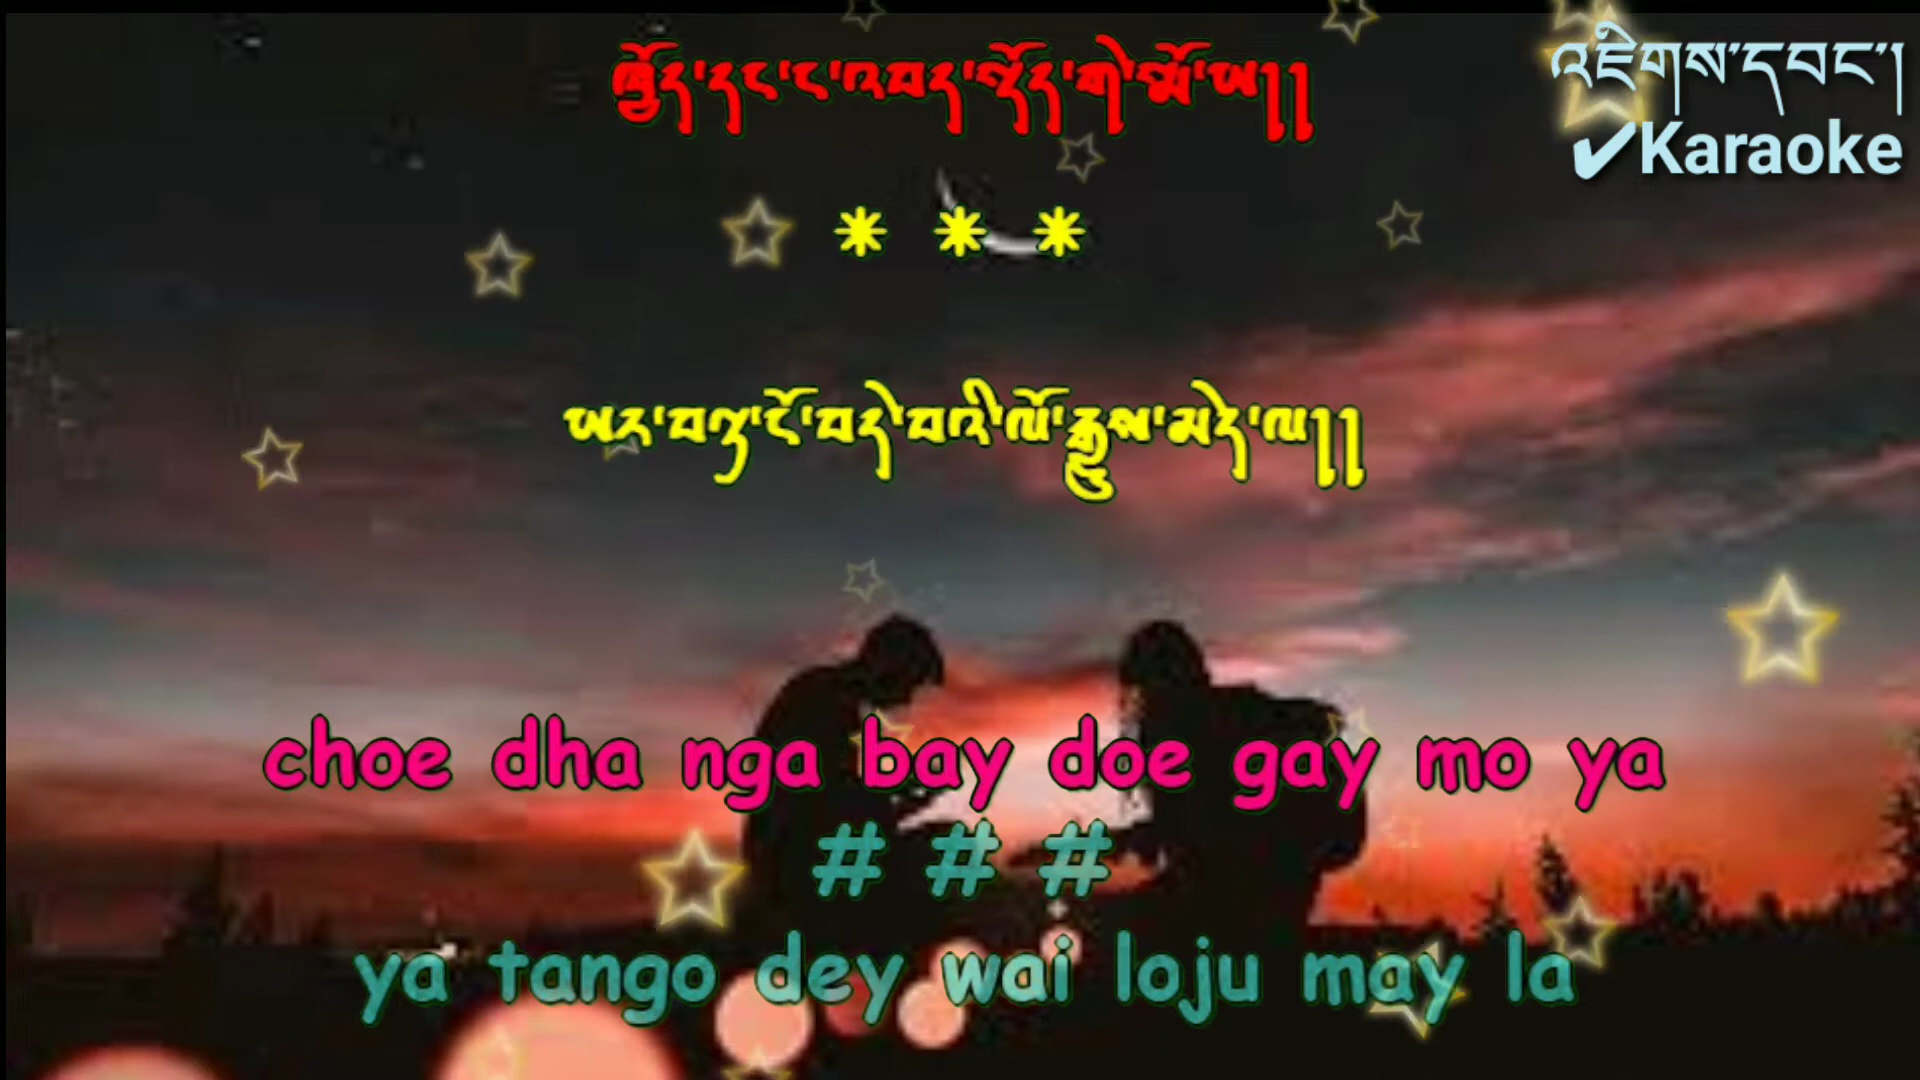 ཁྱོད་དང་ང་འབད་སྡོད་གེ་མོ་ཡ།།
འཇིགས་དབང་།
✔Karaoke
* * *
ཡར་བཏང་ངོ་བདེ་བའི་ལོ་རྒྱུས་མེད་ལ།།
choe dha nga bay doe gay mo ya
# # #
ya tango dey wai loju may la